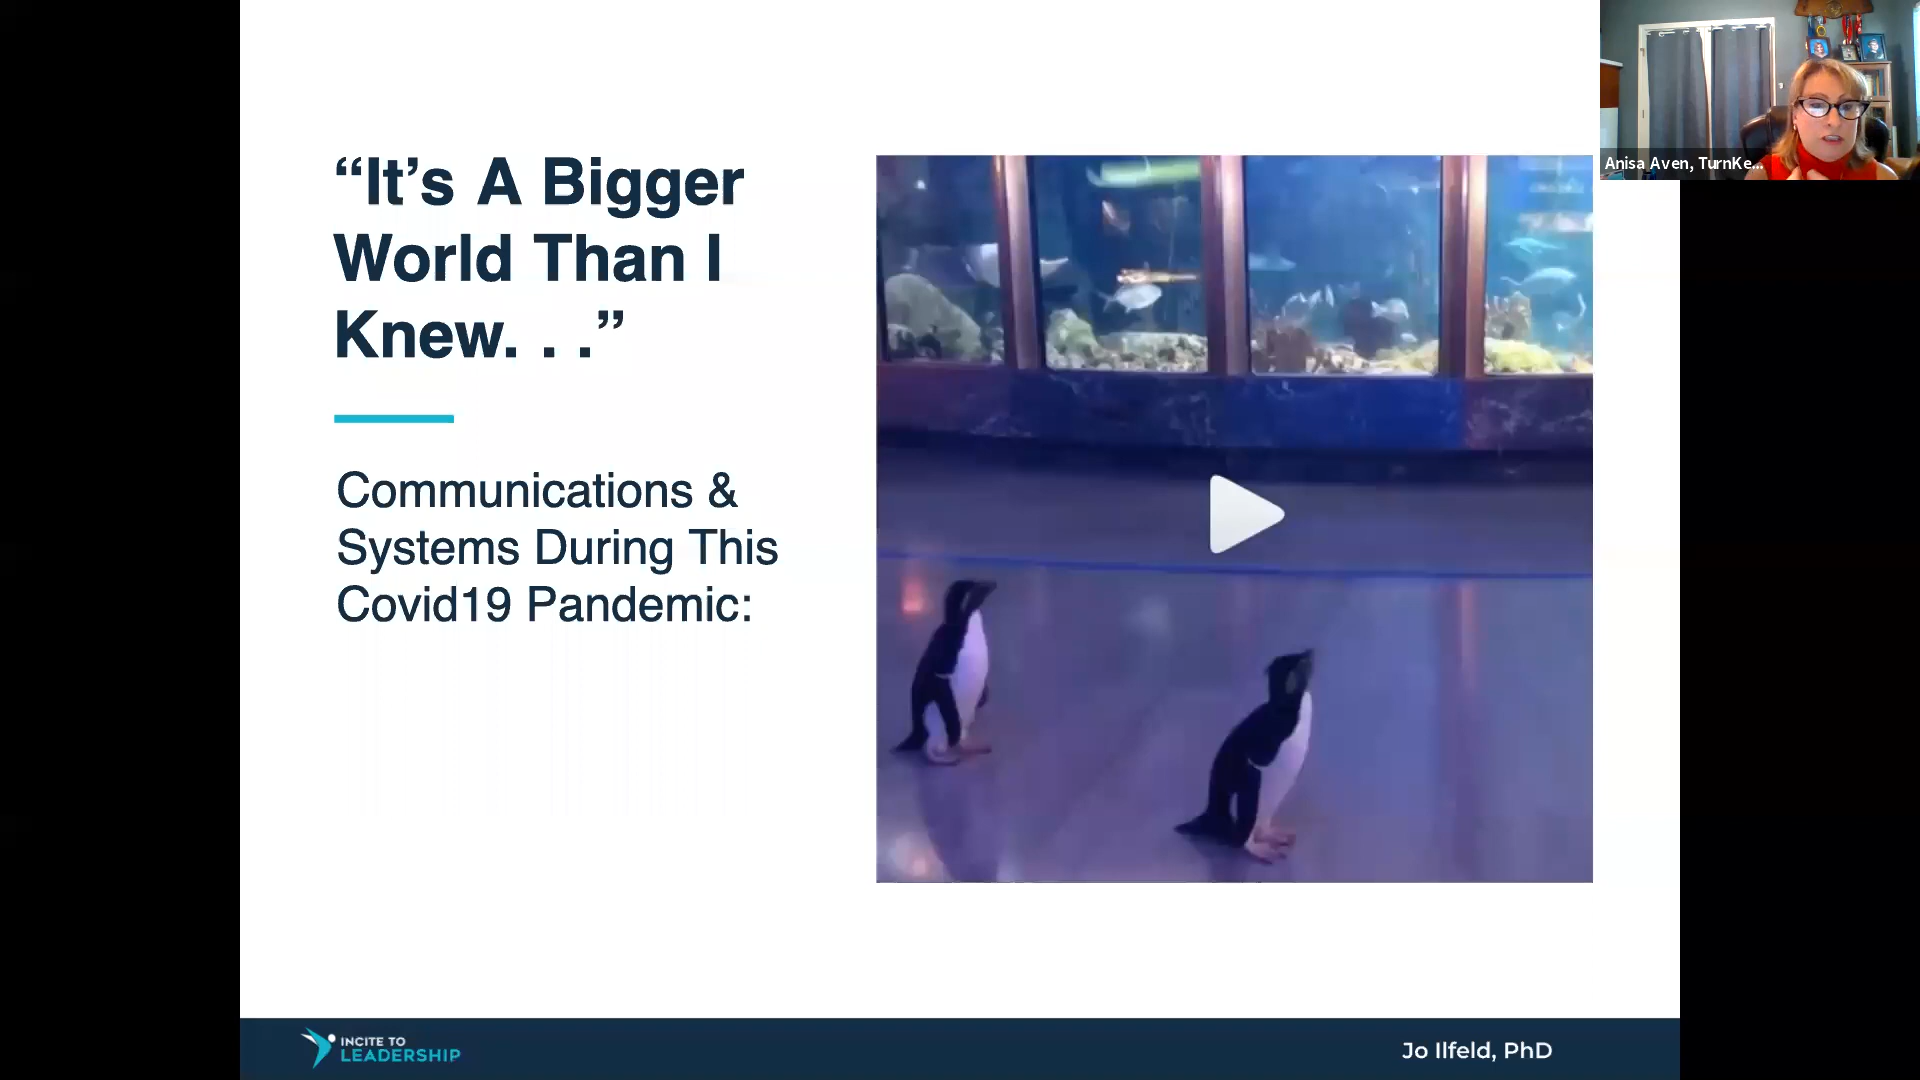 “It’s A Bigger
World Than I
Knew. . .”
Communications &
Systems During This
Covid19 Pandemic:
Anisa Aven, TurnKe...
INCITE TO
LEADERSHIP
Jo Ilfeld, PhD